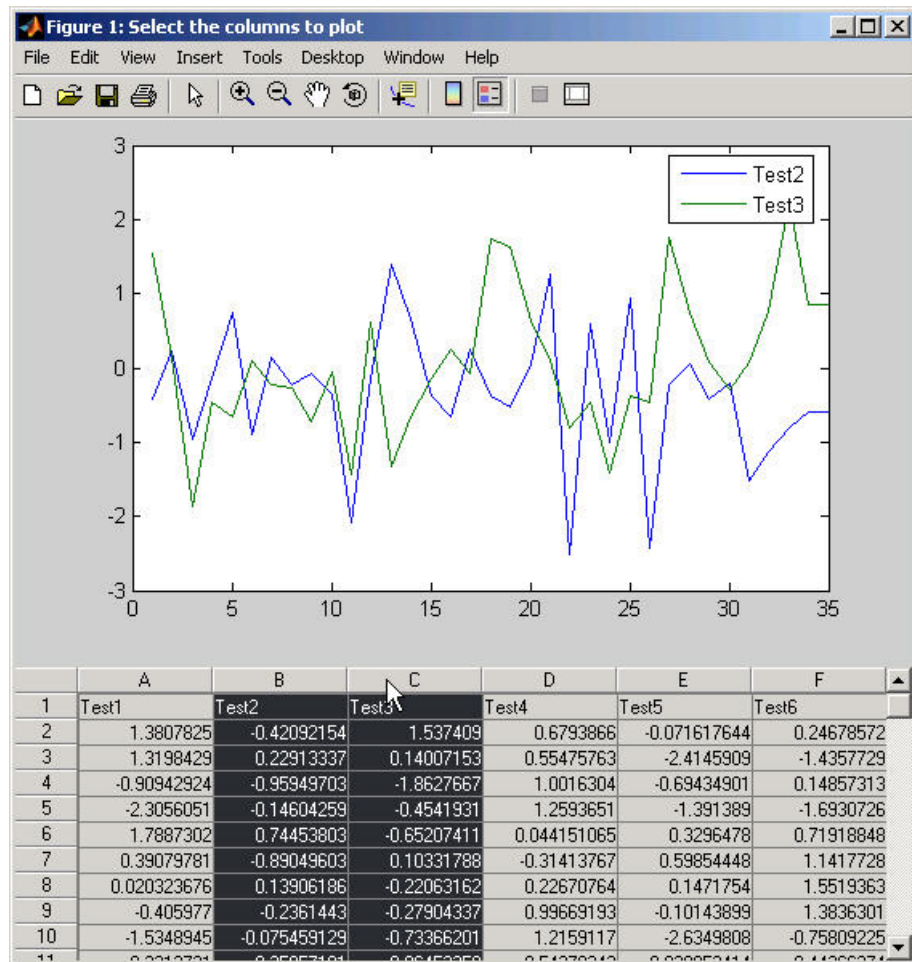 Figure 1: Select the columns to plot
File Edit View Insert Tools Desktop Window Help
3
2
1
0
-1
-2
-3
0 5 10 15 20 25 30 35
Test2
Test3
A B C D E F
1 Test1 Test2 Test3 Test4 Test5 Test6
2 1.3807825 -0.42092154 1.537409 0.6793866 -0.071617644 0.24678572
3 1.3198429 0.22913337 0.14007153 0.55475763 -2.4145909 -1.4357729
4 -0.90942924 -0.95949703 -1.8627667 1.0016304 -0.69434901 0.14857313
5 -2.3056051 -0.14604259 -0.4541931 1.2593651 -1.391389 -1.6930726
6 1.7887302 0.74453803 -0.65207411 0.044151065 0.3296478 0.71918848
7 0.39079781 -0.89049603 0.10331788 -0.31413767 0.59854448 1.1417728
8 0.020323676 0.13906186 -0.22063162 0.22670764 0.1471754 1.5519363
9 -0.405977 -0.2361443 -0.27904337 0.99669193 -0.10143899 1.3836301
10 -1.5348945 -0.075459129 -0.73366201 1.2159117 -2.6349808 -0.75809225
11